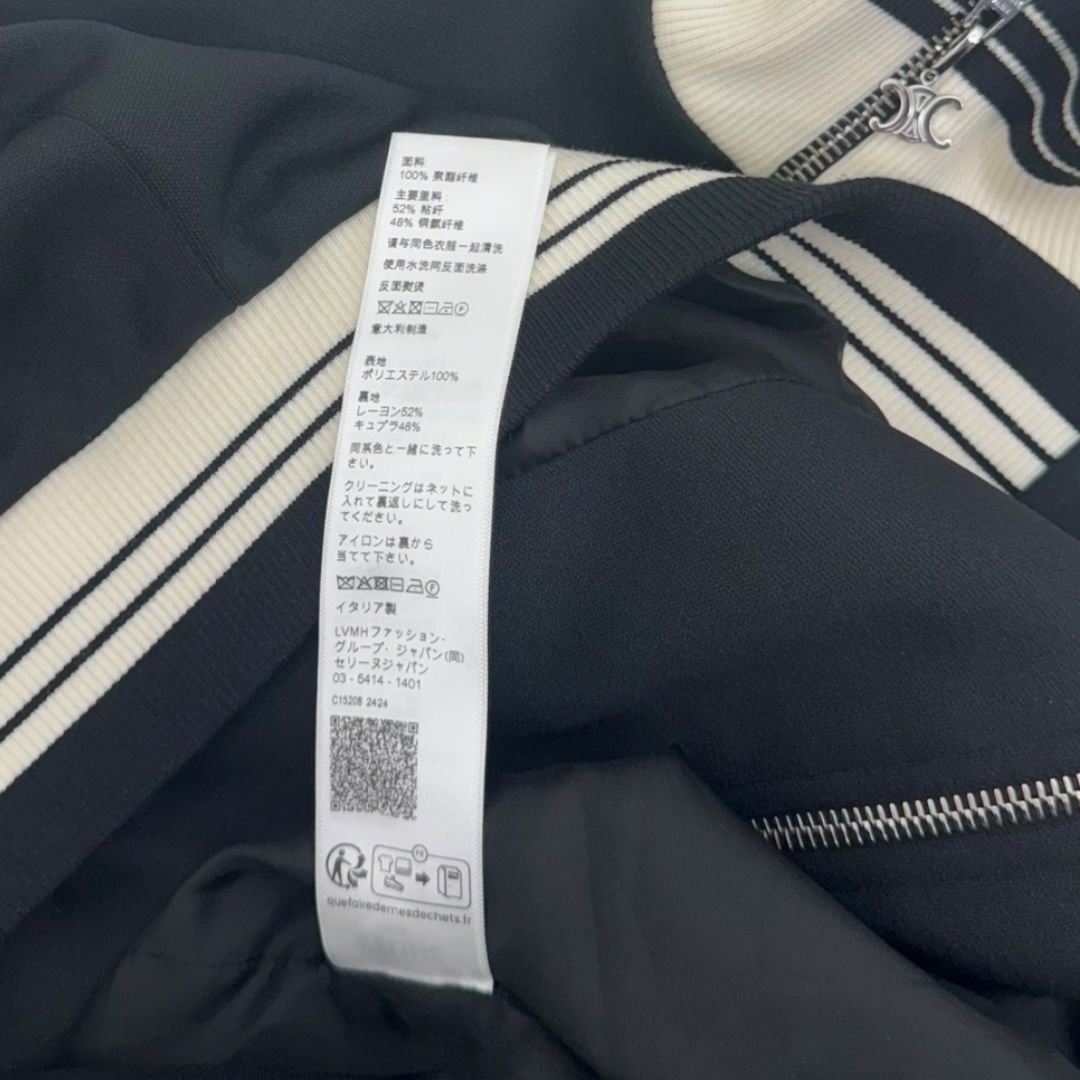 面料:
100% 聚酯纤维
主要里料:
52% 粘纤
48% 铜氨纤维
请与同色衣服一起清洗
使用水洗网反面洗涤
反面熨烫
意大利制造
表地
ポリエステル100%
裏地
レーヨン52%
キュプラ48%
同系色と一緒に洗って下
さい。
クリーニングはネットに
入れて裏返しにして洗っ
てください。
アイロンは裏から
当てて下さい。
イタリア製
LVMHファッション・
グループ・ジャパン(同)
セリーヌジャパン
03 - 5414 - 1401
C15208 2424
FR
quefairedemesdechets.fr